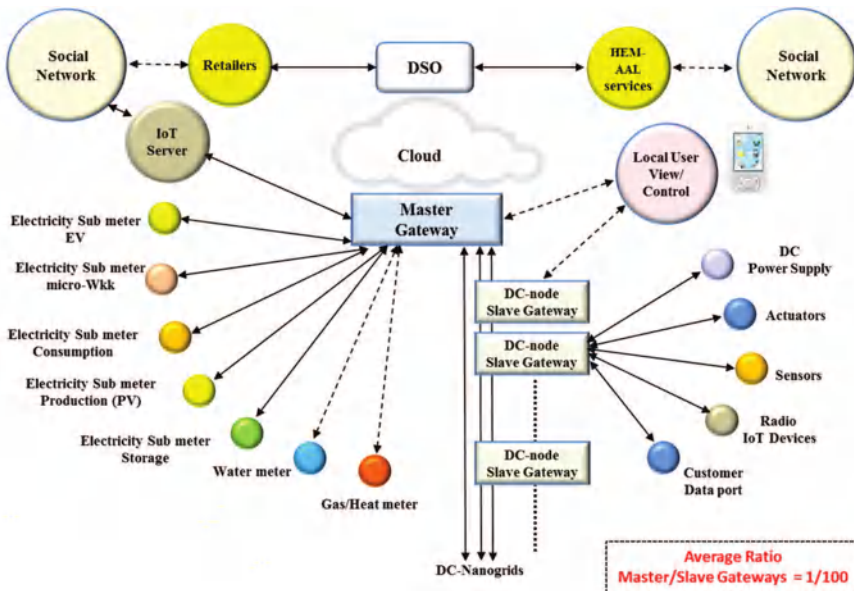 Social
Network
Retailers
DSO
HEM-
AAL
services
Social
Network
IoT
Server
Cloud
Local User
View/
Control
Master
Gateway
Electricity Sub meter
EV
Electricity Sub meter
micro-Wkk
Electricity Sub meter
Consumption
Electricity Sub meter
Production (PV)
Electricity Sub meter
Storage
Water meter
Gas/Heat meter
DC-node
Slave Gateway
DC-node
Slave Gateway
DC-node
Slave Gateway
DC
Power Supply
Actuators
Sensors
Radio
IoT Devices
Customer
Data port
DC-Nanogrids
Average Ratio
Master/Slave Gateways = 1/100